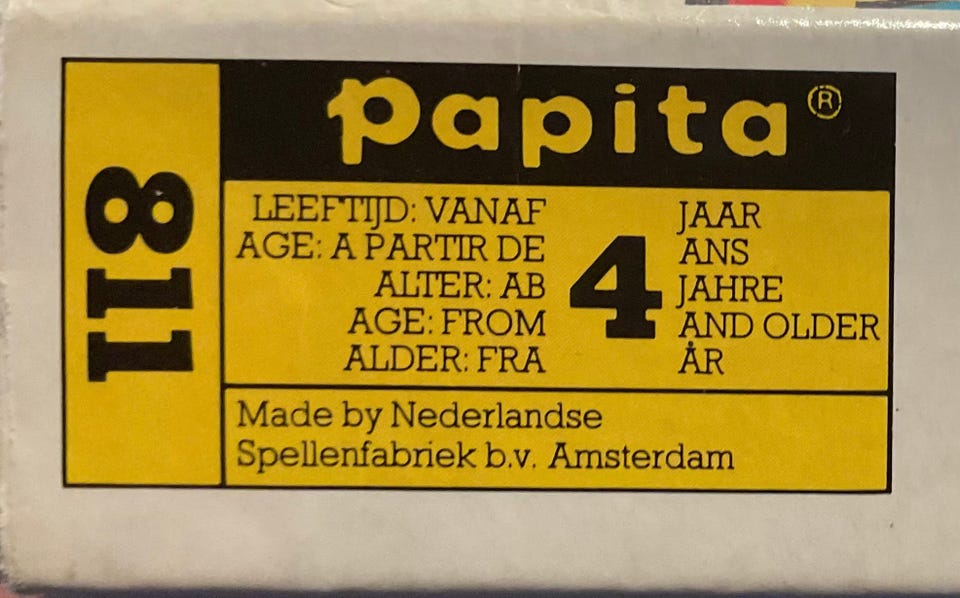 811
papita®
LEEFTIJD: VANAF 4 JAAR
AGE: A PARTIR DE ANS
ALTER: AB JAHRE
AGE: FROM AND OLDER
ALDER: FRA ÅR
Made by Nederlandse
Spellenfabriek b.v. Amsterdam